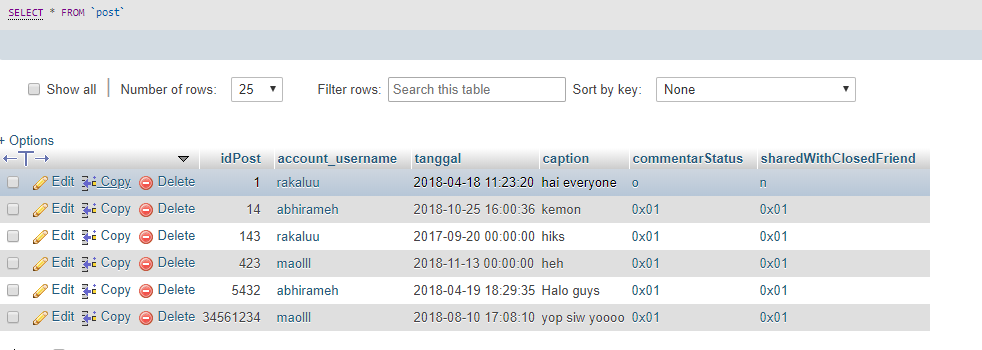 SELECT * FROM `post`
Show all Number of rows: 25 Filter rows: Search this table Sort by key: None
+ Options
←T→ idPost account_username tanggal caption commentarStatus sharedWithClosedFriend
Edit Copy Delete 1 rakaluu 2018-04-18 11:23:20 hai everyone o n
Edit Copy Delete 14 abhirameh 2018-10-25 16:00:36 kemon 0x01 0x01
Edit Copy Delete 143 rakaluu 2017-09-20 00:00:00 hiks 0x01 0x01
Edit Copy Delete 423 maolll 2018-11-13 00:00:00 heh 0x01 0x01
Edit Copy Delete 5432 abhirameh 2018-04-19 18:29:35 Halo guys 0x01 0x01
Edit Copy Delete 34561234 maolll 2018-08-10 17:08:10 yop siw yoooo 0x01 0x01